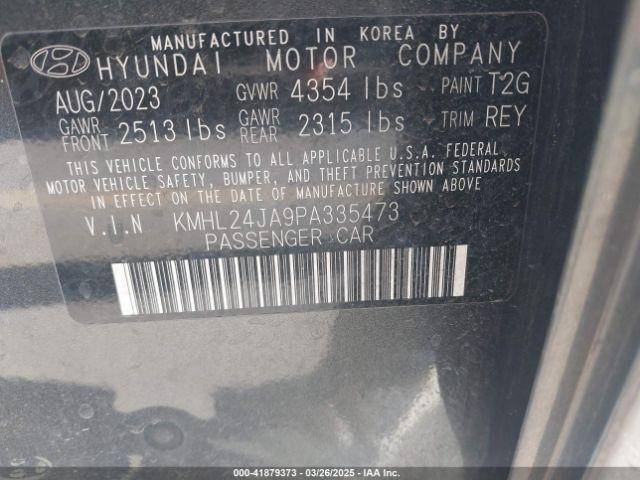 MANUFACTURED IN KOREA BY
HYUNDAI MOTOR COMPANY
AUG/2023 GVWR 4354 lbs PAINT T2G
GAWR FRONT 2513 lbs GAWR REAR 2315 lbs TRIM REY
THIS VEHICLE CONFORMS TO ALL APPLICABLE U.S.A. FEDERAL
MOTOR VEHICLE SAFETY, BUMPER, AND THEFT PREVENTION STANDARDS
IN EFFECT ON THE DATE OF MANUFACTURE SHOWN ABOVE
V.I.N KMHL24JA9PA335473
PASSENGER CAR
000-41879373 | 03/26/2025 | IAA Inc.